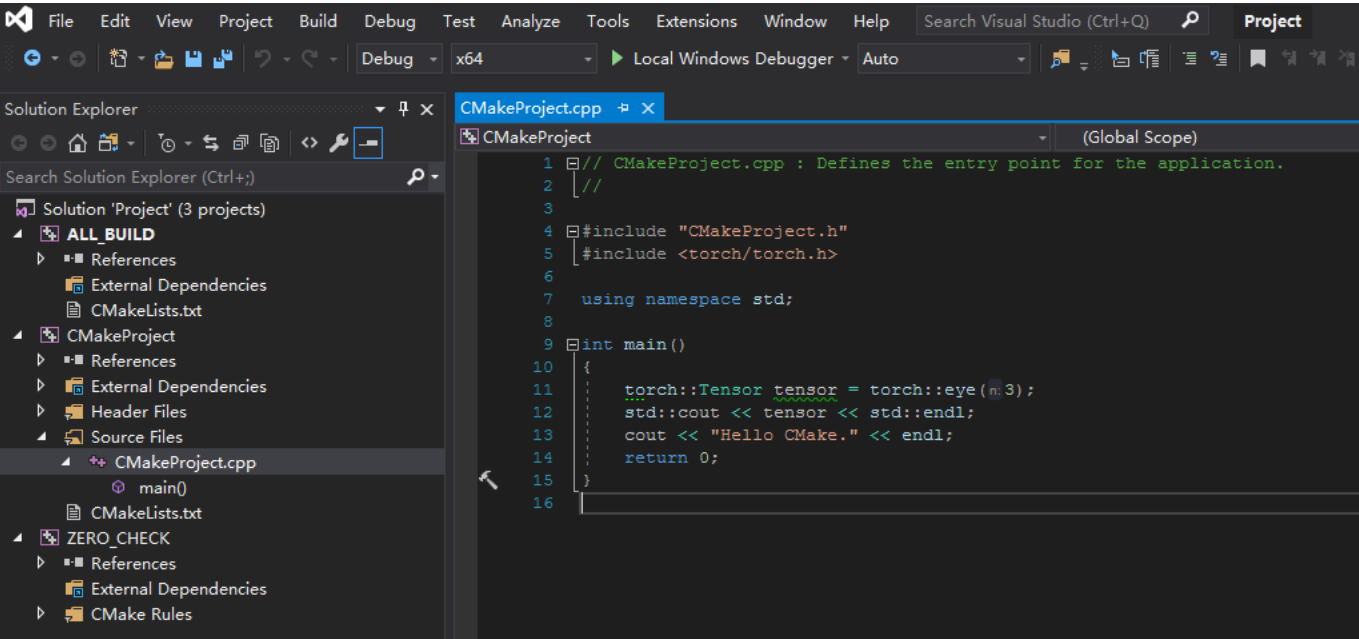 File Edit View Project Build Debug Test Analyze Tools Extensions Window Help Search Visual Studio (Ctrl+Q) Project
Debug x64 Local Windows Debugger Auto
Solution Explorer
Search Solution Explorer (Ctrl+;)
Solution 'Project' (3 projects)
ALL_BUILD
References
External Dependencies
CMakeLists.txt
CMakeProject
References
External Dependencies
Header Files
Source Files
CMakeProject.cpp
main()
CMakeLists.txt
ZERO_CHECK
References
External Dependencies
CMake Rules
CMakeProject.cpp
CMakeProject (Global Scope)
1 // CMakeProject.cpp : Defines the entry point for the application.
2 //
3
4 #include "CMakeProject.h"
5 #include <torch/torch.h>
6
7 using namespace std;
8
9 int main()
10 {
11 torch::Tensor tensor = torch::eye(n:3);
12 std::cout << tensor << std::endl;
13 cout << "Hello CMake." << endl;
14 return 0;
15 }
16